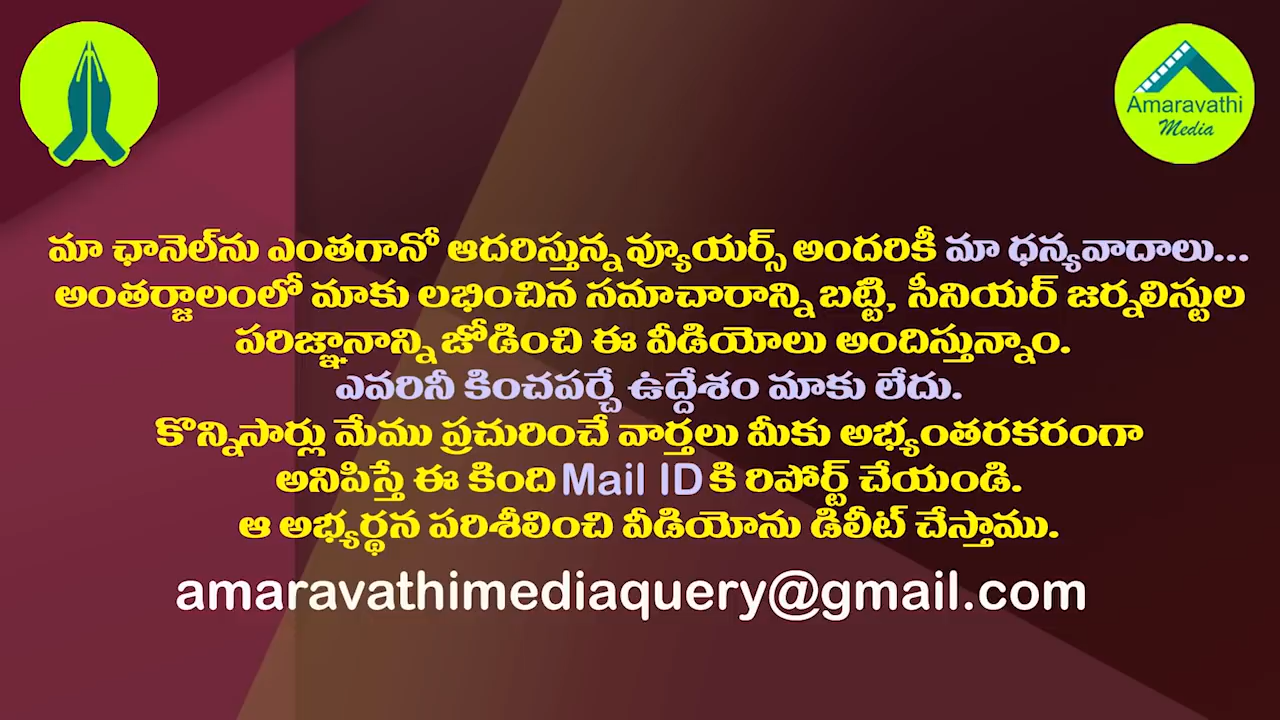 Amaravathi
Media
మా ఛానెల్‌ను ఎంతగానో ఆదరిస్తున్న వ్యూయర్స్ అందరికీ మా ధన్యవాదాలు...
అంతర్జాలంలో మాకు లభించిన సమాచారాన్ని బట్టి, సీనియర్ జర్నలిస్టుల
పరిజ్ఞానాన్ని జోడించి ఈ వీడియోలు అందిస్తున్నాం.
ఎవరినీ కించపర్చే ఉద్దేశం మాకు లేదు.
కొన్నిసార్లు మేము ప్రచురించే వార్తలు మీకు అభ్యంతరకరంగా
అనిపిస్తే ఈ కింది Mail ID కి రిపోర్ట్ చేయండి.
ఆ అభ్యర్థన పరిశీలించి వీడియోను డిలీట్ చేస్తాము.
amaravathimediaquery@gmail.com